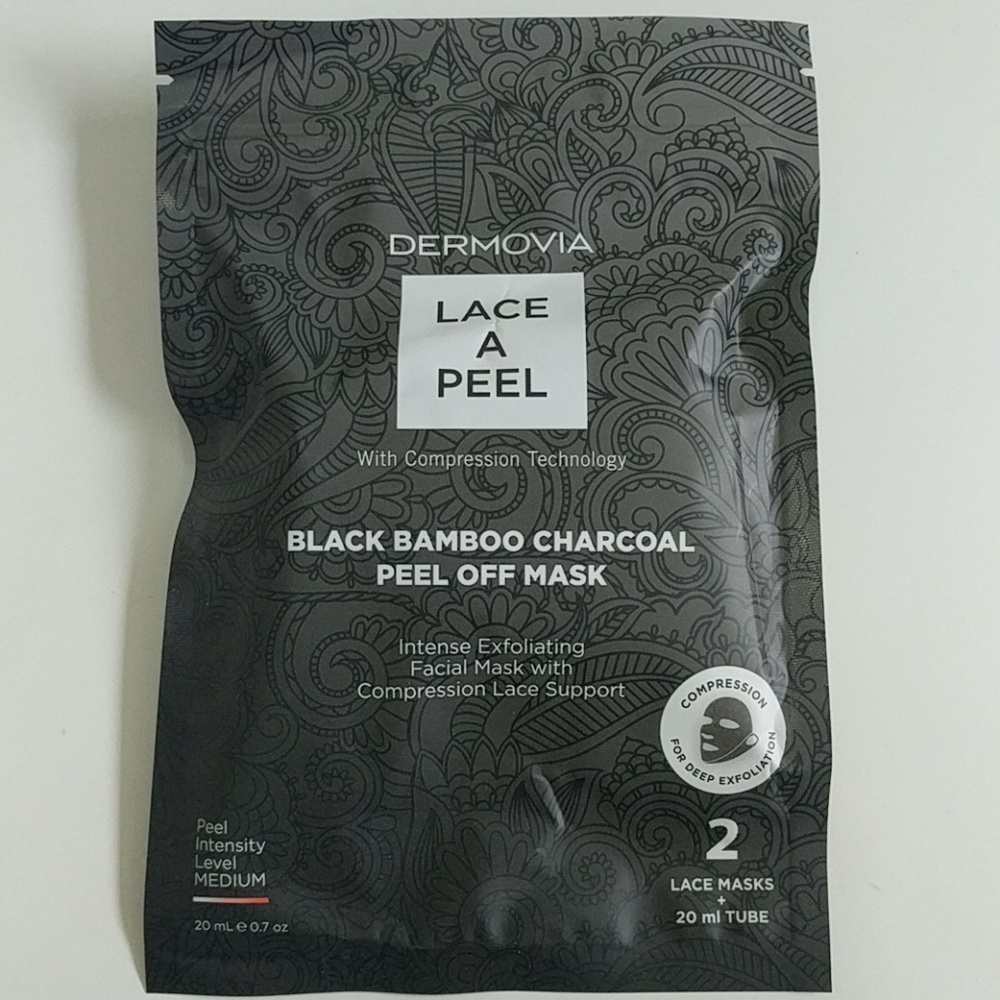 DERMOVIA
LACE
A
PEEL
With Compression Technology
BLACK BAMBOO CHARCOAL
PEEL OFF MASK
Intense Exfoliating
Facial Mask with
Compression Lace Support
COMPRESSION
FOR DEEP EXFOLIATION
Peel
Intensity
Level
MEDIUM
20 mL e 0.7 oz
2
LACE MASKS
+
20 ml TUBE